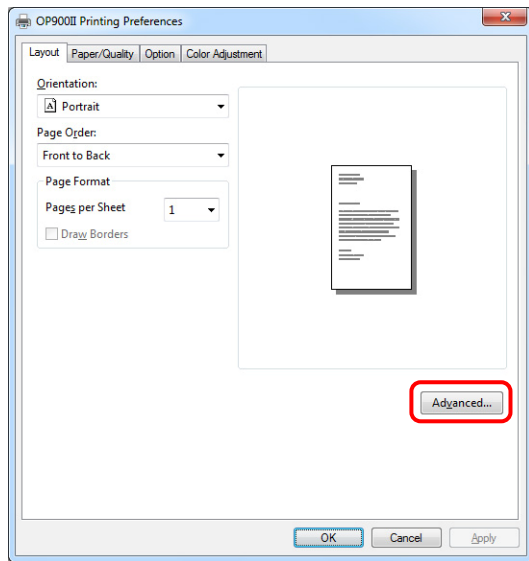 OP900II Printing Preferences
Layout Paper/Quality Option Color Adjustment
Orientation:
Portrait
Page Order:
Front to Back
Page Format
Pages per Sheet 1
Draw Borders
Advanced...
OK Cancel Apply